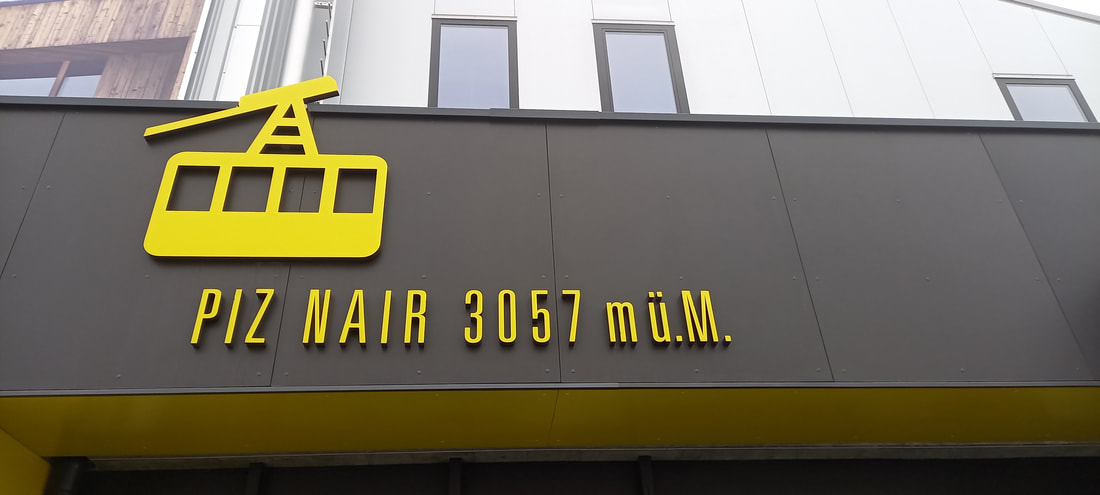 PIZ NAIR 3057 mü.M.